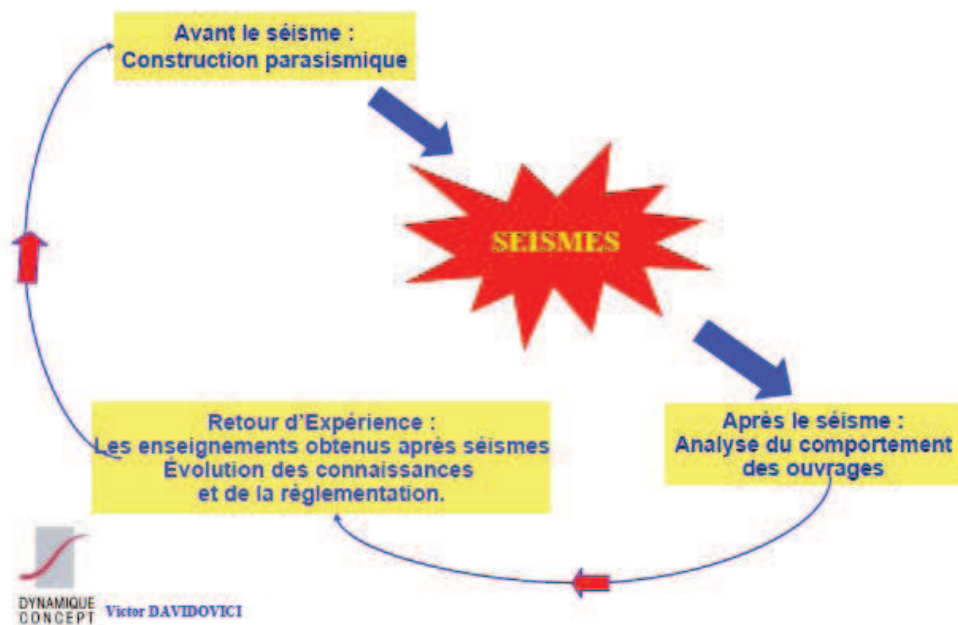 Avant le séisme :
Construction parasismique
SEISMES
Après le séisme :
Analyse du comportement
des ouvrages
Retour d'Expérience :
Les enseignements obtenus après séismes
Évolution des connaissances
et de la réglementation.
DYNAMIQUE
CONCEPT
Victor DAVIDOVICI